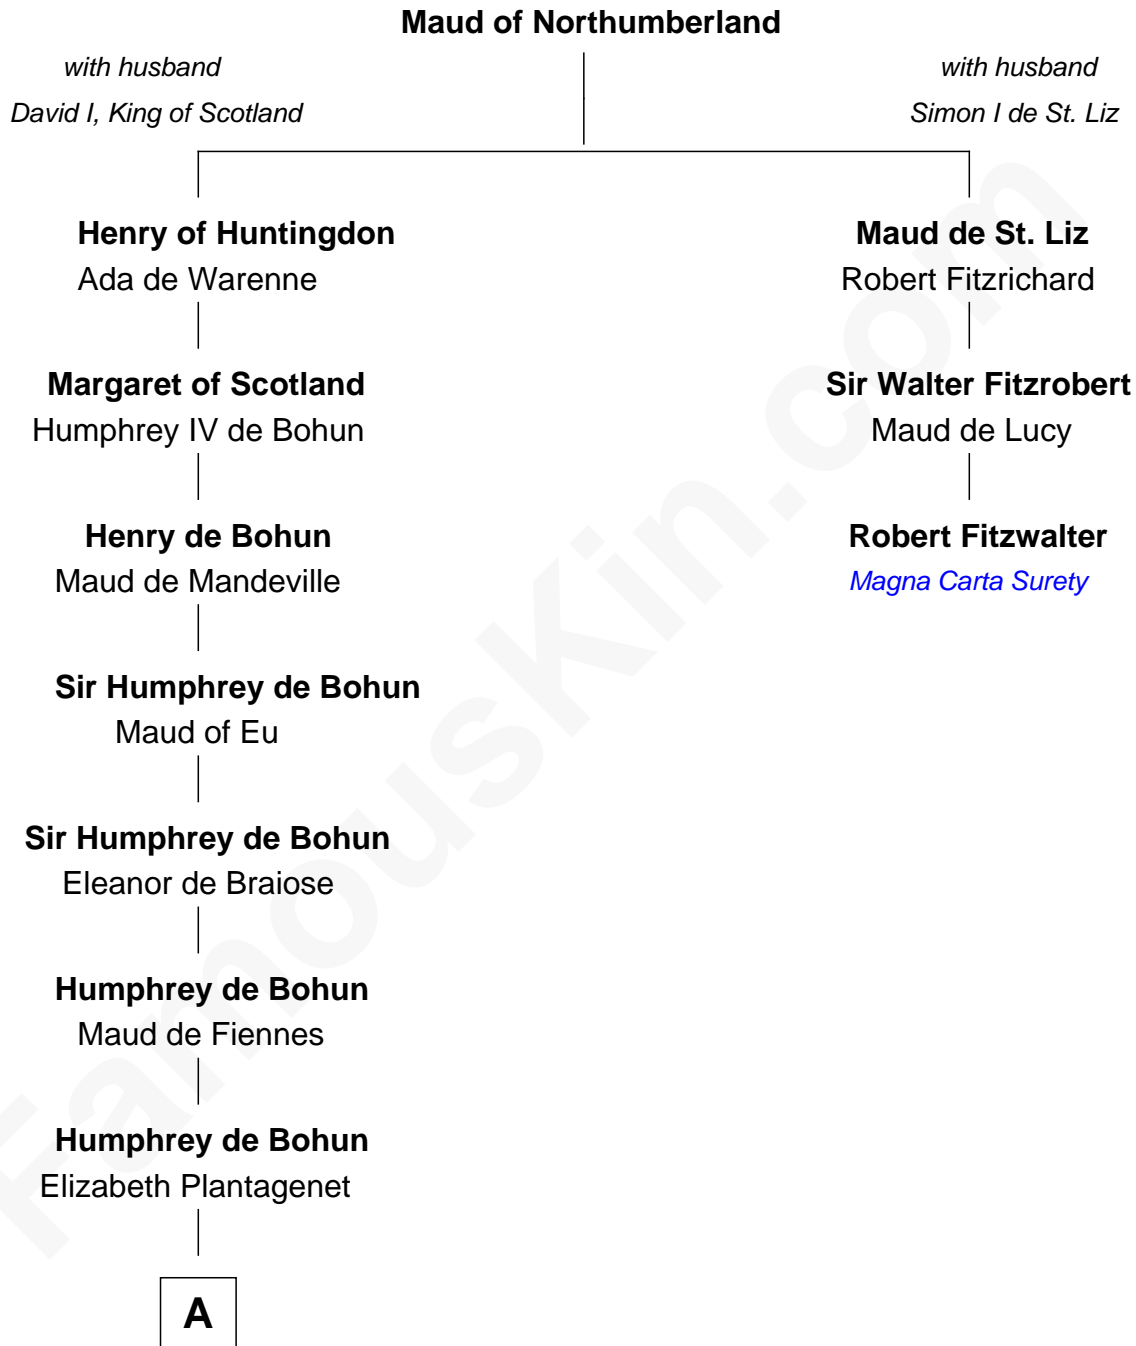 Maud of Northumberland
with husband
David I, King of Scotland
with husband
Simon I de St. Liz
Henry of Huntingdon
Ada de Warenne
Maud de St. Liz
Robert Fitzrichard
Margaret of Scotland
Humphrey IV de Bohun
Sir Walter Fitzrobert
Maud de Lucy
Henry de Bohun
Maud de Mandeville
Robert Fitzwalter
Magna Carta Surety
Sir Humphrey de Bohun
Maud of Eu
Sir Humphrey de Bohun
Eleanor de Braiose
Humphrey de Bohun
Maud de Fiennes
Humphrey de Bohun
Elizabeth Plantagenet
A
FamousKin.com